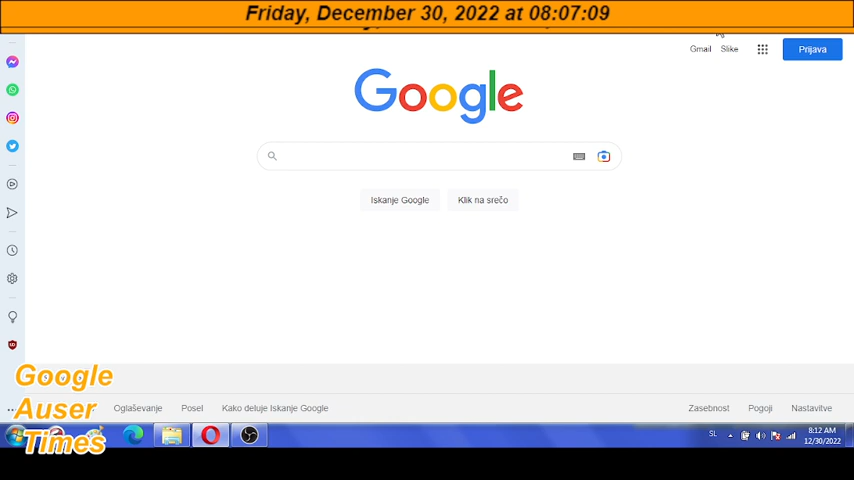 Friday, December 30, 2022 at 08:07:09
Gmail Slike Prijava
Google
Iskanje Google Klik na srečo
Google
Auser
Times
Oglaševanje Posel Kako deluje Iskanje Google Zasebnost Pogoji Nastavitve
SL 8:12 AM
12/30/2022